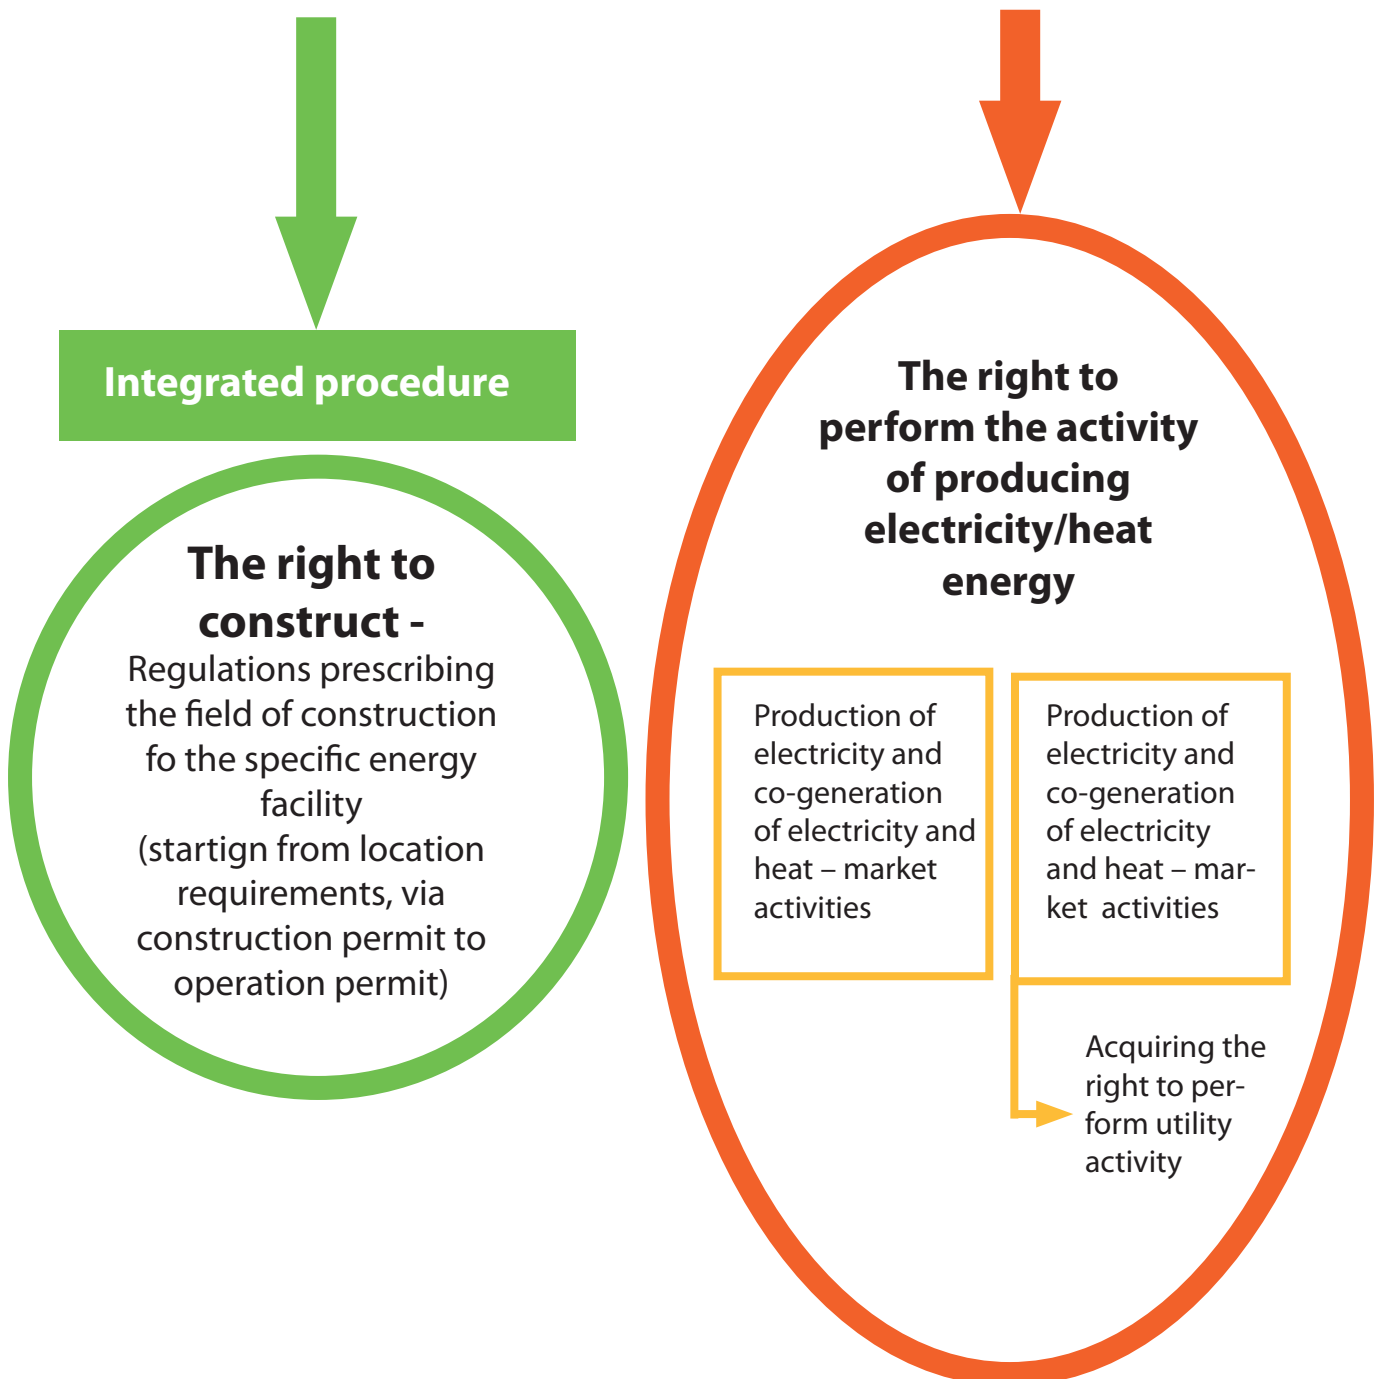 Integrated procedure
The right to
construct -
Regulations prescribing
the field of construction
fo the specific energy
facility
(startign from location
requirements, via
construction permit to
operation permit)
The right to
perform the activity
of producing
electricity/heat
energy
Production of
electricity and
co-generation
of electricity and
heat – market
activities
Production of
electricity and
co-generation
of electricity
and heat – mar-
ket  activities
Acquiring the
right to per-
form utility
activity